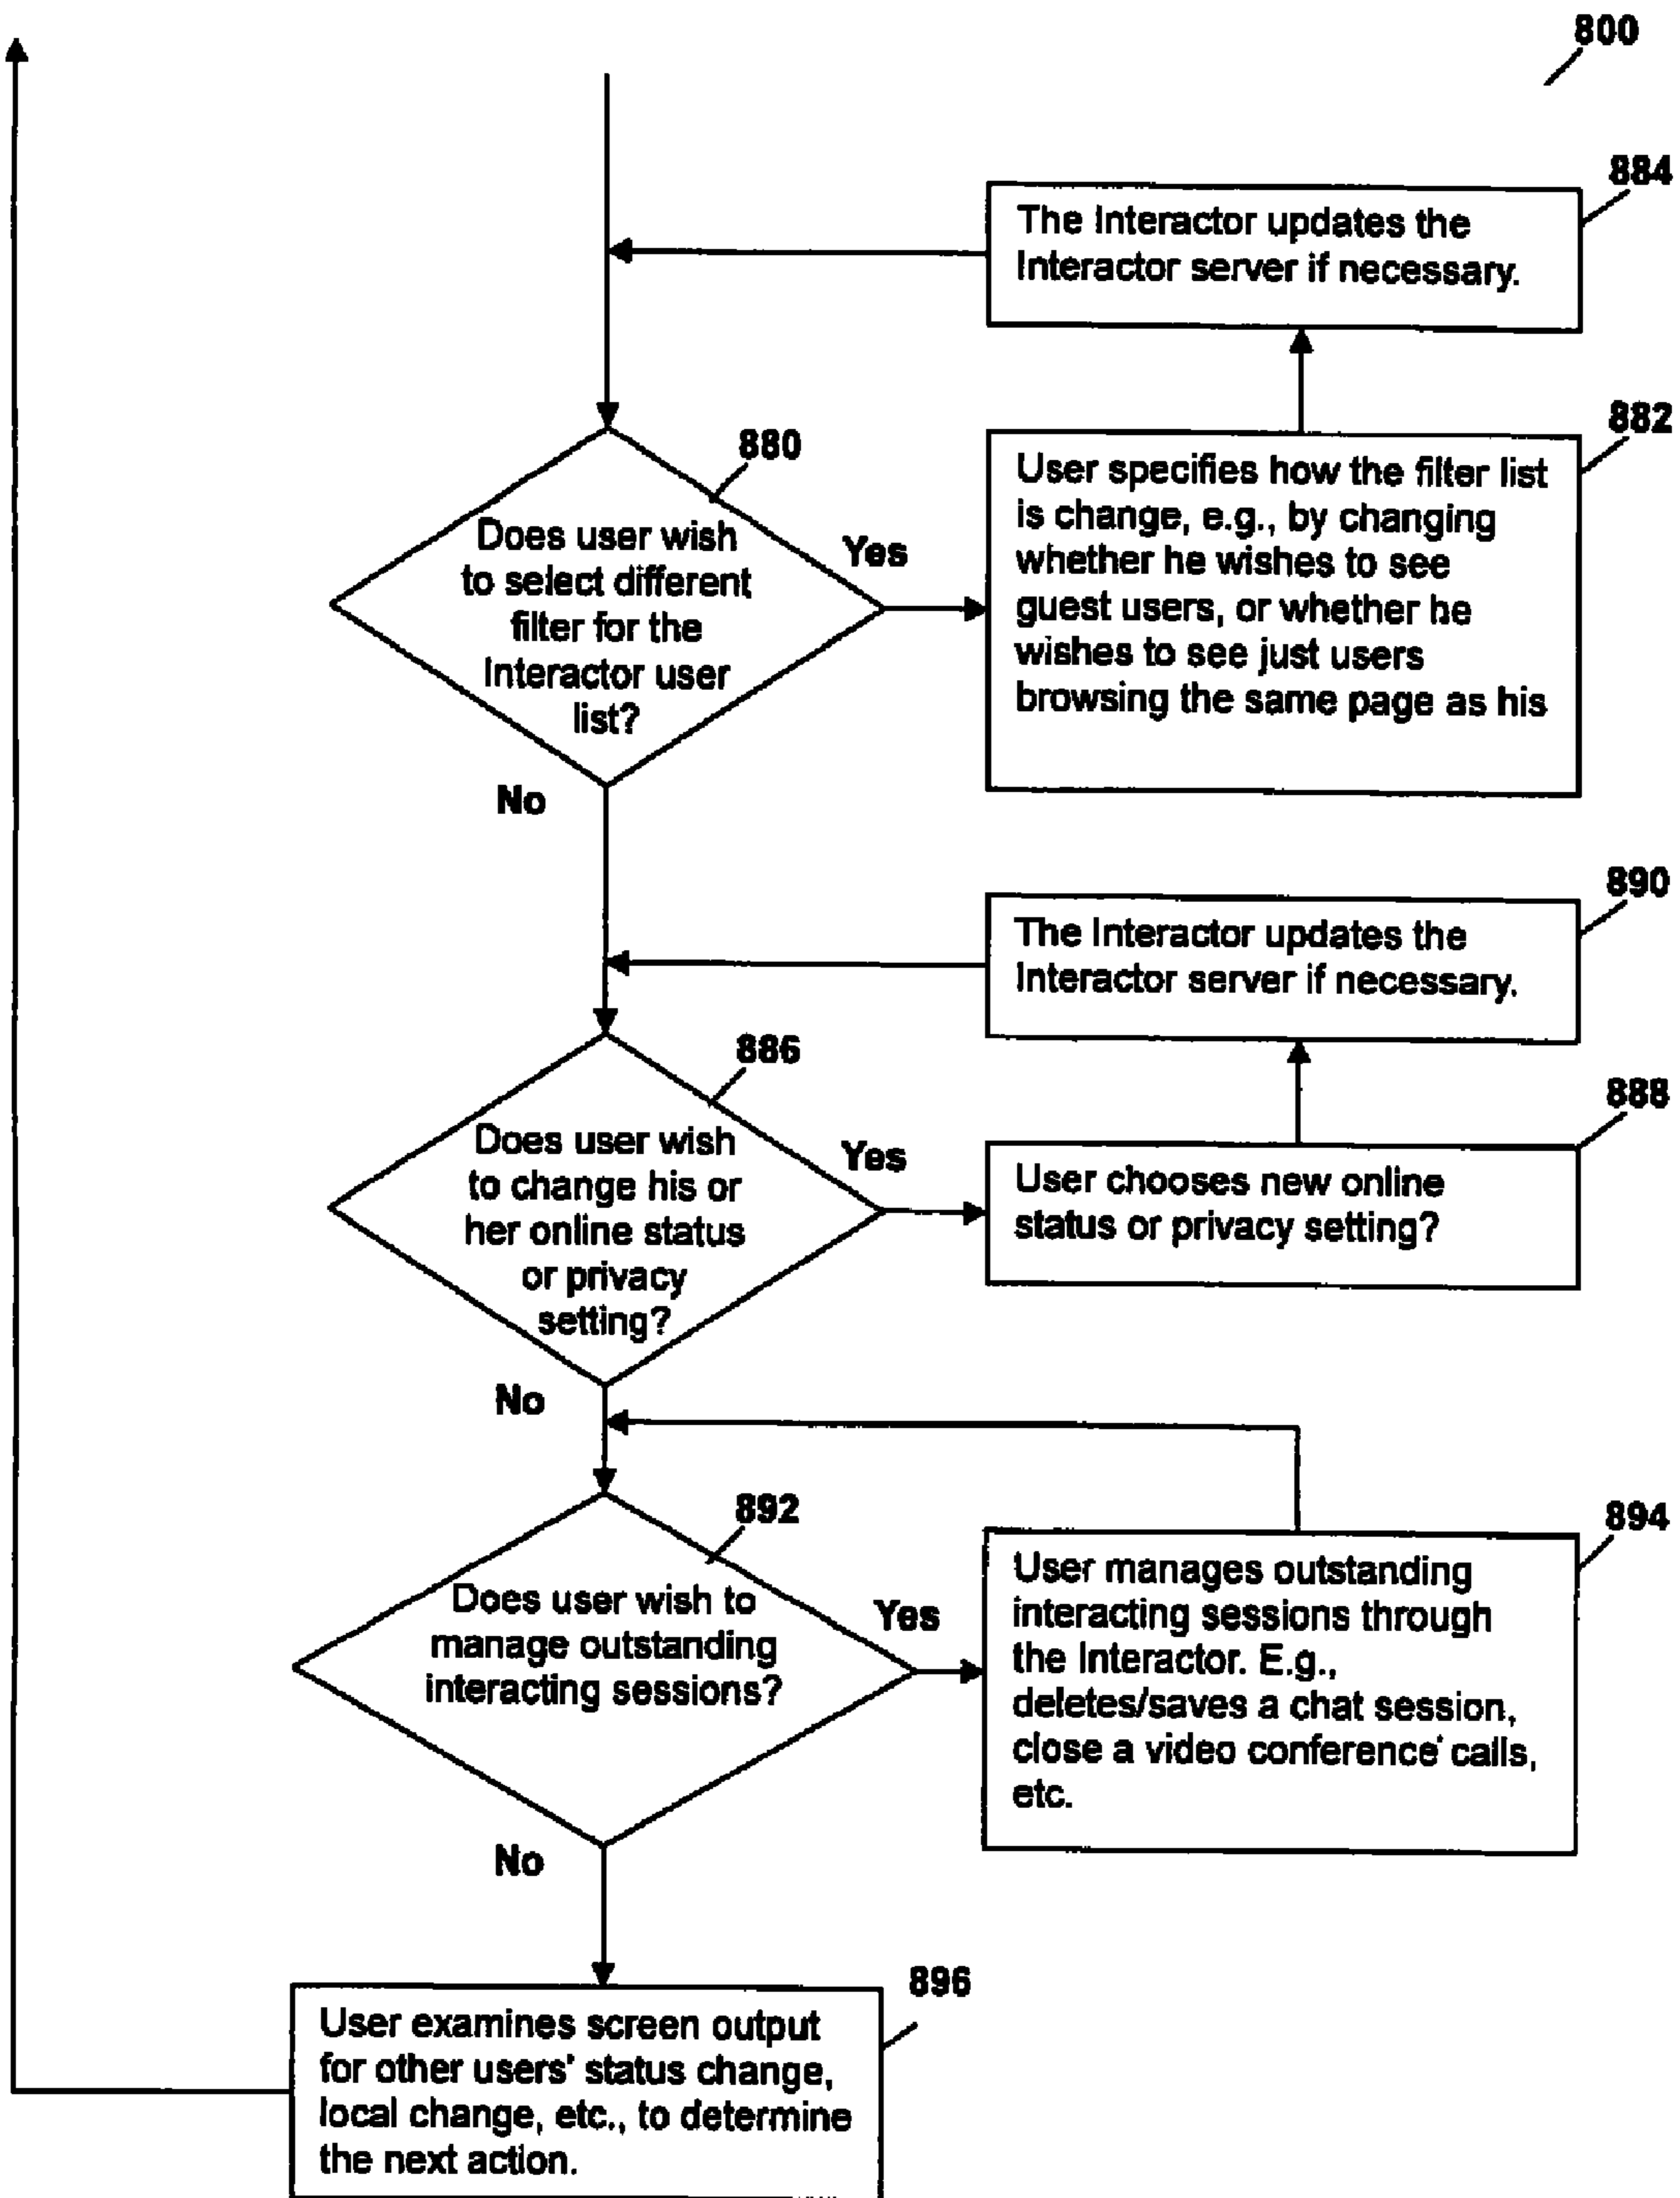 800
884
The Interactor updates the
Interactor server if necessary.
882
User specifies how the filter list
is change, e.g., by changing
whether he wishes to see
guest users, or whether he
wishes to see just users
browsing the same page as his
880
Does user wish
to select different
filter for the
Interactor user
list?
Yes
No
890
The Interactor updates the
Interactor server if necessary.
886
Does user wish
to change his or
her online status
or privacy
setting?
Yes
888
User chooses new online
status or privacy setting?
No
892
Does user wish to
manage outstanding
interacting sessions?
Yes
894
User manages outstanding
interacting sessions through
the Interactor. E.g.,
deletes/saves a chat session,
close a video conference' calls,
etc.
No
896
User examines screen output
for other users' status change,
local change, etc., to determine
the next action.